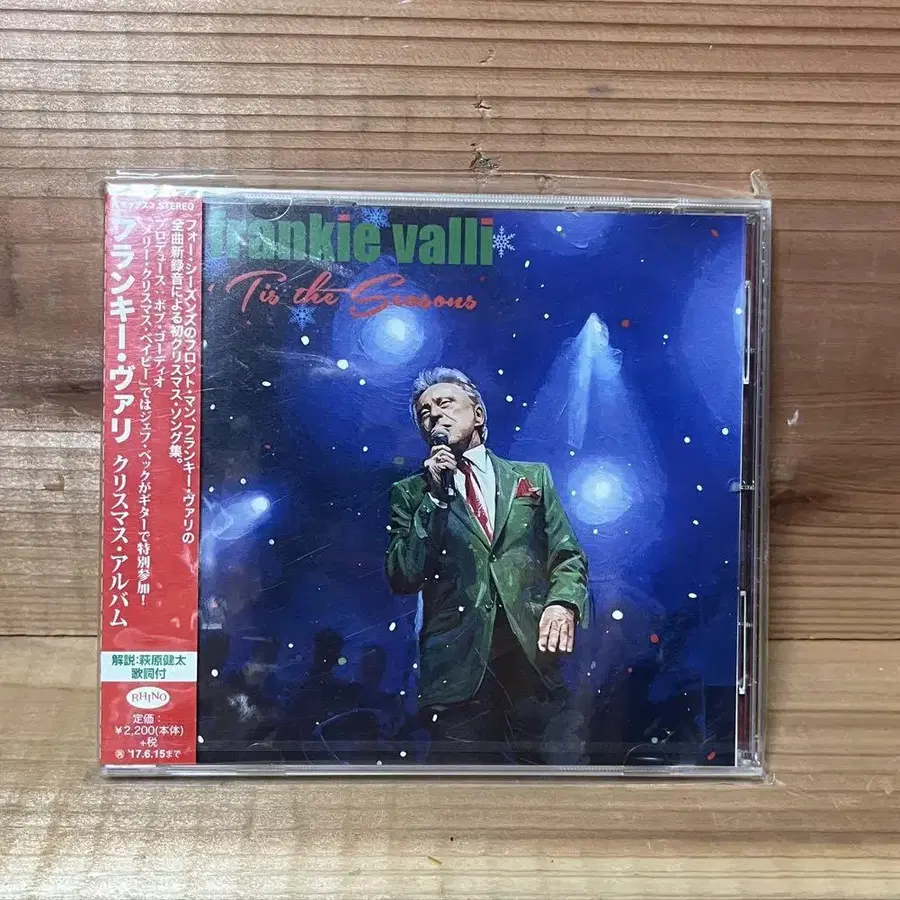 frankie valli
'Tis the Seasons
STEREO
フランキー・ヴァリ クリスマス・アルバム
フォー・シーズンズのフロント・マン、フランキー・ヴァリの
全曲新録音による初クリスマス・ソング集。
プロデュース:ボブ・ゴーディオ
「メリー・クリスマス・ベイビー」ではジェフ・ベックがギターで特別参加!
解説:萩原健太
歌詞付
RHINO
定価:
¥2,200(本体)
+税
'17.6.15まで